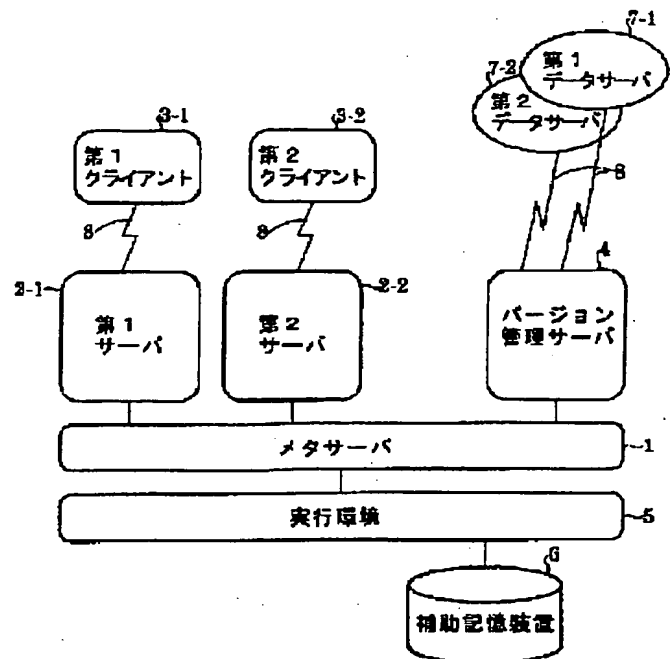 7-1
第1
データサーバ
7-2
第2
データサーバ
3-1
第1
クライアント
3-2
第2
クライアント
8
8
8
2-1
第1
サーバ
2-2
第2
サーバ
4
バージョン
管理サーバ
メタサーバ
1
実行環境
5
6
補助記憶装置